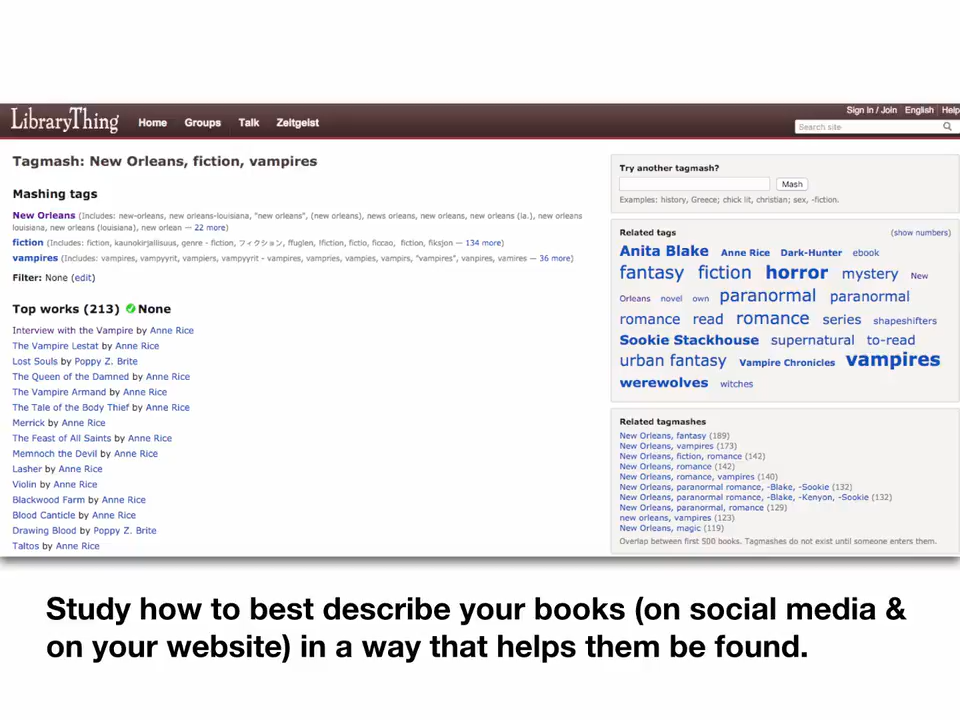 LibraryThing
Home Groups Talk Zeitgeist
Sign In / Join English Help
Search site
Tagmash: New Orleans, fiction, vampires
Mashing tags
New Orleans (Includes: new-orleans, new orleans-louisiana, "new orleans", (new orleans), news orleans, new orleans, new orleans (la.), new orleans
louisiana, new orleans (louisiana), new orlean — 22 more)
fiction (Includes: fiction, kaunokirjallisuus, genre - fiction, フィクション, ffuglen, !fiction, fictio, ficcao, fiction, fiksjon — 134 more)
vampires (Includes: vampires, vampyyrit, vampiers, vampyyrit - vampires, vampries, vampies, vampirs, "vampires", vanpires, vamires — 36 more)
Filter: None (edit)
Top works (213) None
Interview with the Vampire by Anne Rice
The Vampire Lestat by Anne Rice
Lost Souls by Poppy Z. Brite
The Queen of the Damned by Anne Rice
The Vampire Armand by Anne Rice
The Tale of the Body Thief by Anne Rice
Merrick by Anne Rice
The Feast of All Saints by Anne Rice
Memnoch the Devil by Anne Rice
Lasher by Anne Rice
Violin by Anne Rice
Blackwood Farm by Anne Rice
Blood Canticle by Anne Rice
Drawing Blood by Poppy Z. Brite
Taltos by Anne Rice
Try another tagmash?
Mash
Examples: history, Greece; chick lit, christian; sex, -fiction.
Related tags (show numbers)
Anita Blake Anne Rice Dark-Hunter ebook
fantasy fiction horror mystery New
Orleans novel own paranormal paranormal
romance read romance series shapeshifters
Sookie Stackhouse supernatural to-read
urban fantasy Vampire Chronicles vampires
werewolves witches
Related tagmashes
New Orleans, fantasy (189)
New Orleans, vampires (173)
New Orleans, fiction, romance (142)
New Orleans, romance (142)
New Orleans, romance, vampires (140)
New Orleans, paranormal romance, -Blake, -Sookie (132)
New Orleans, paranormal romance, -Blake, -Kenyon, -Sookie (132)
New Orleans, paranormal, romance (129)
new orleans, vampires (123)
New Orleans, magic (119)
Overlap between first 500 books. Tagmashes do not exist until someone enters them.
Study how to best describe your books (on social media &
on your website) in a way that helps them be found.